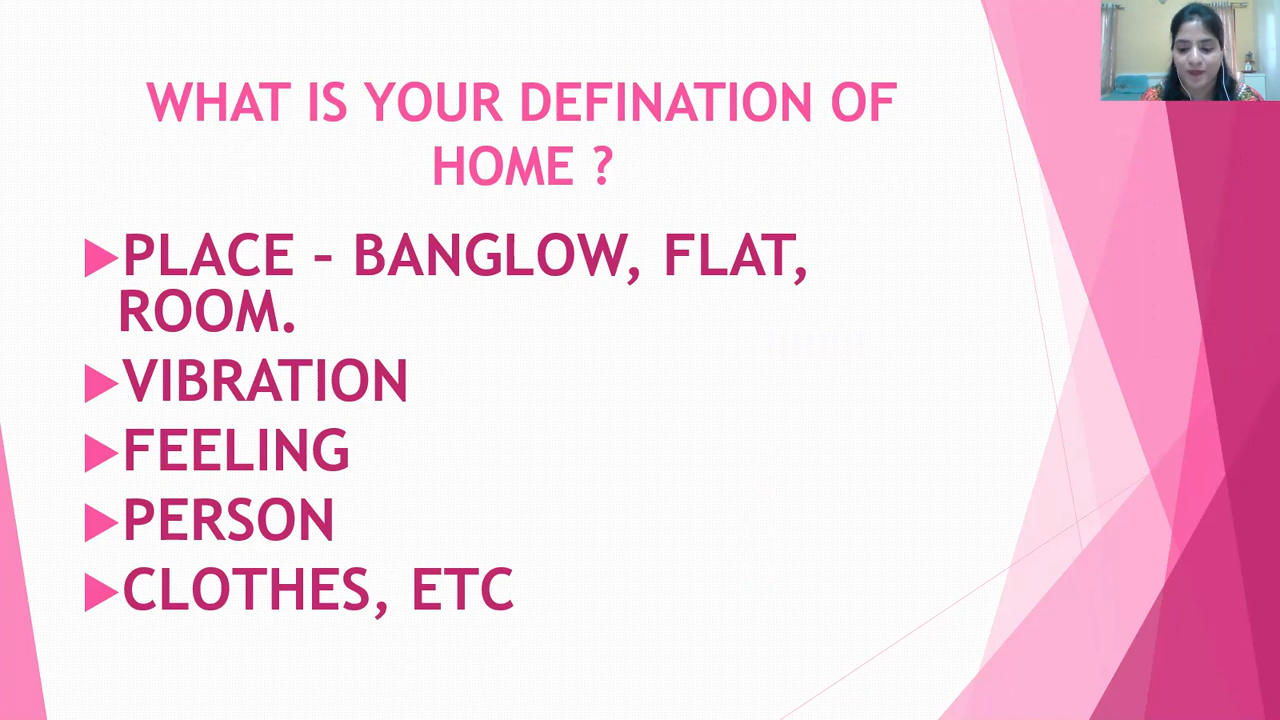 WHAT IS YOUR DEFINATION OF
HOME ?
PLACE – BANGLOW, FLAT,
ROOM.
VIBRATION
FEELING
PERSON
CLOTHES, ETC